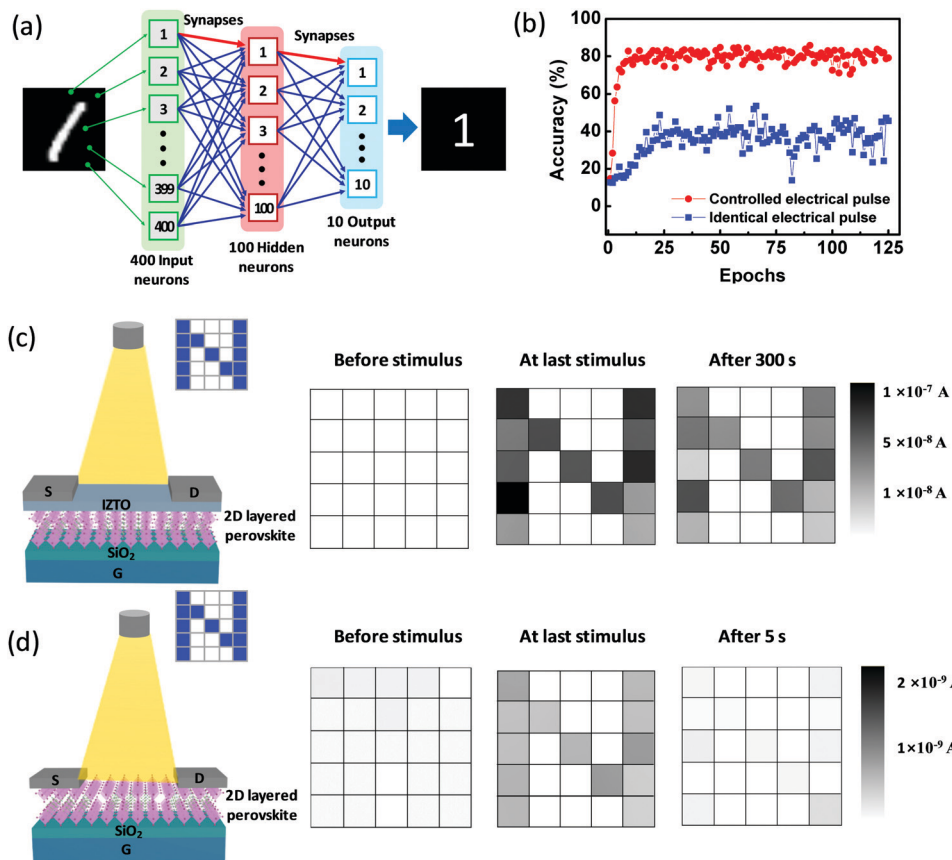 (a)
Synapses
Synapses
1
2
3
399
400
1
2
3
100
1
2
10
1
400 Input
neurons
100 Hidden
neurons
10 Output
neurons
(b)
Accuracy (%)
100
80
60
40
20
0
0 25 50 75 100 125
Epochs
Controlled electrical pulse
Identical electrical pulse
(c)
S
D
IZTO
2D layered
perovskite
SiO₂
G
Before stimulus
At last stimulus
After 300 s
1 ×10⁻⁷ A
5 ×10⁻⁸ A
1 ×10⁻⁸ A
(d)
S
D
2D layered
perovskite
SiO₂
G
Before stimulus
At last stimulus
After 5 s
2 ×10⁻⁹ A
1 ×10⁻⁹ A